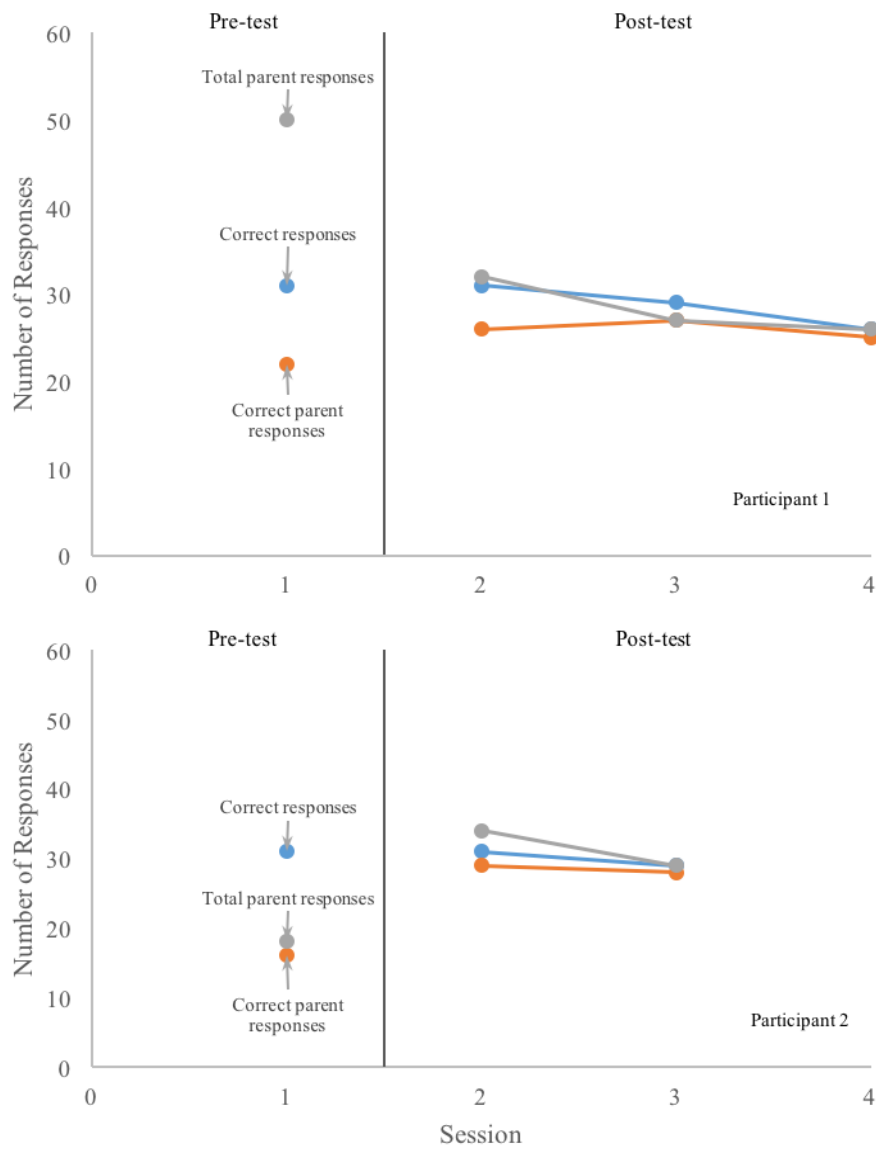 Pre-test
Post-test
60
50
40
30
20
10
0
Number of Responses
Total parent responses
Correct responses
Correct parent
responses
Participant 1
0
1
2
3
4
Pre-test
Post-test
60
50
40
30
20
10
0
Number of Responses
Correct responses
Total parent responses
Correct parent
responses
Participant 2
0
1
2
3
4
Session